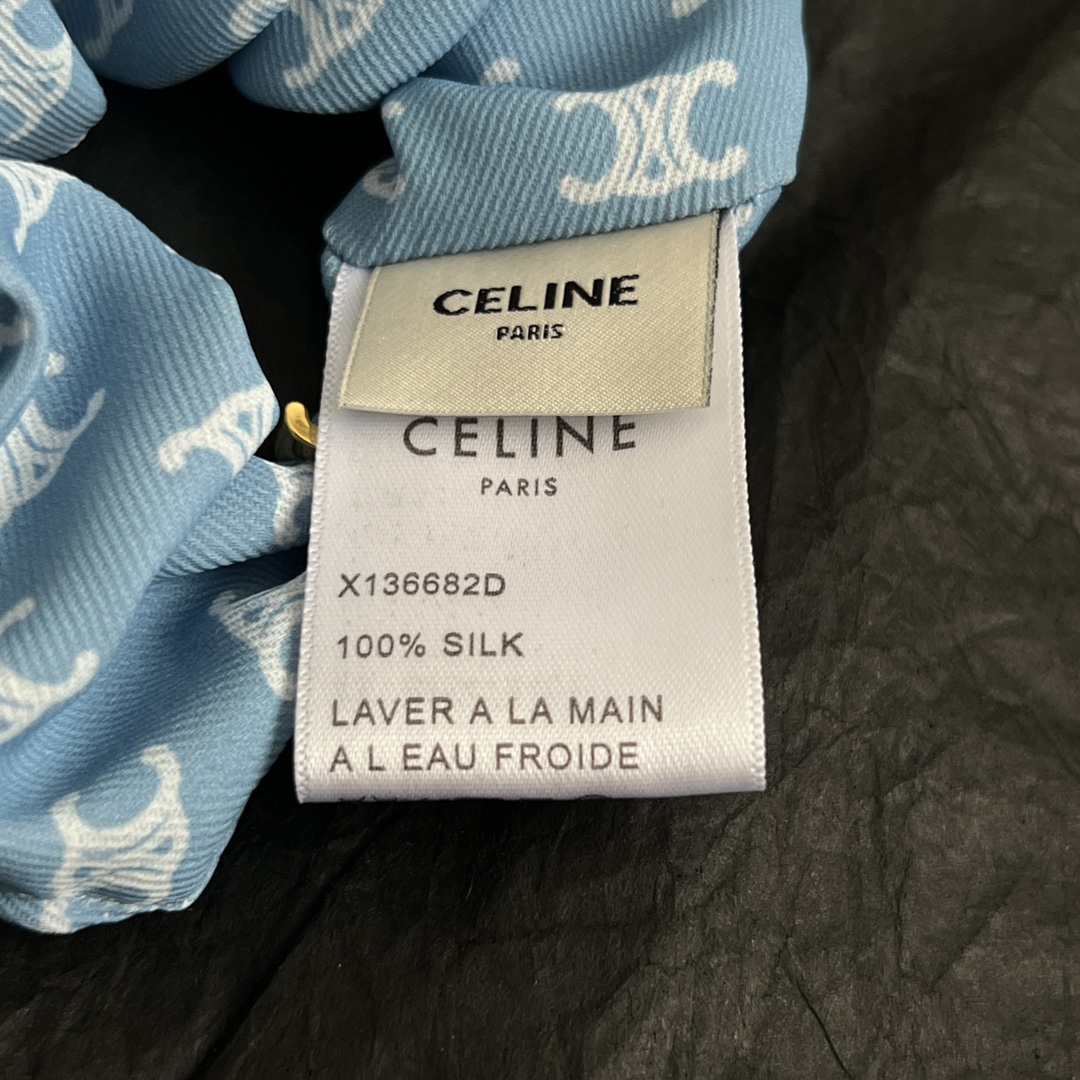 CELINE
PARIS
CELINE
PARIS
X136682D
100% SILK
LAVER A LA MAIN
A L EAU FROIDE